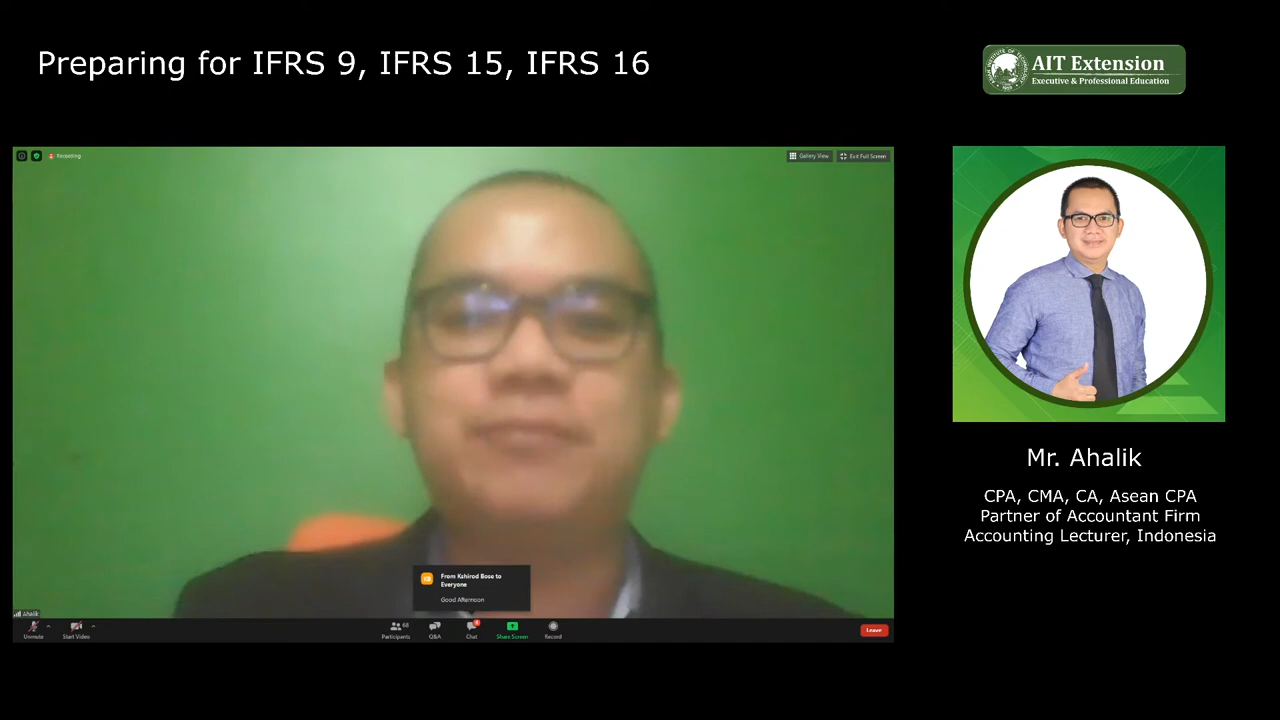 Preparing for IFRS 9, IFRS 15, IFRS 16
AIT Extension
Executive & Professional Education
Recording
Gallery View
Exit Full Screen
Mr. Ahalik
CPA, CMA, CA, Asean CPA
Partner of Accountant Firm
Accounting Lecturer, Indonesia
KB
From Kshirod Bose to
Everyone
Good Afternoon
Ahalik
Unmute
Start Video
Participants
68
Q&A
Chat
Share Screen
Record
Leave